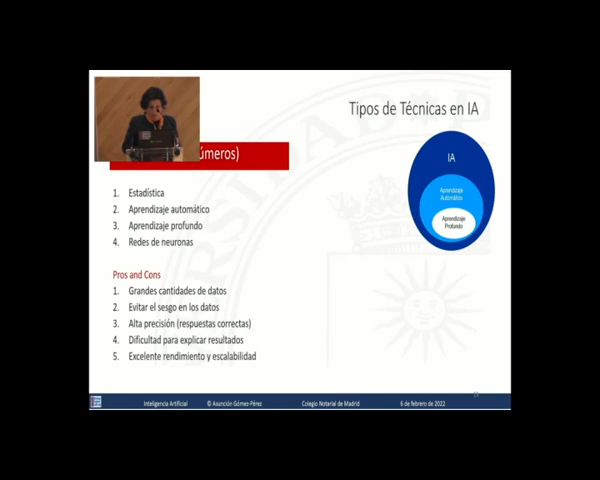 Tipos de Técnicas en IA
úmeros)
IA
Aprendizaje
Automático
Aprendizaje
Profundo
1. Estadística
2. Aprendizaje automático
3. Aprendizaje profundo
4. Redes de neuronas
Pros and Cons
1. Grandes cantidades de datos
2. Evitar el sesgo en los datos
3. Alta precisión (respuestas correctas)
4. Dificultad para explicar resultados
5. Excelente rendimiento y escalabilidad
Inteligencia Artificial © Asunción Gómez-Pérez Colegio Notarial de Madrid 6 de febrero de 2022